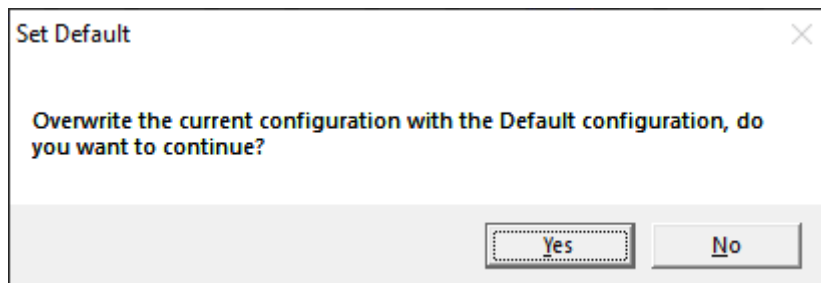 Set Default
Overwrite the current configuration with the Default configuration, do
you want to continue?
Yes
No